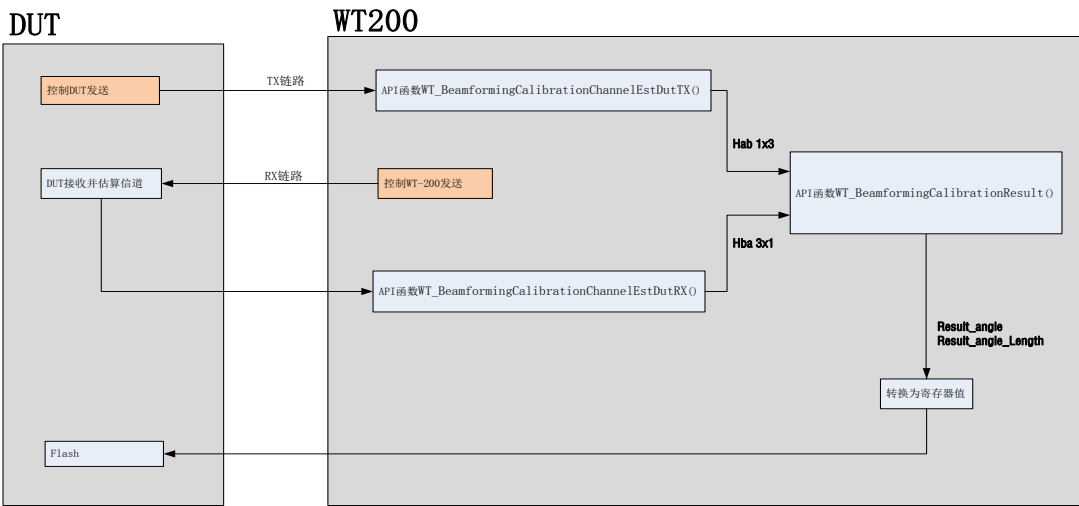 DUT
WT200
控制DUT发送
TX链路
API函数WT_BeamformingCalibrationChannelEstDutTX()
Hab 1x3
DUT接收并估算信道
RX链路
控制WT-200发送
API函数WT_BeamformingCalibrationResult()
Hba 3x1
API函数WT_BeamformingCalibrationChannelEstDutRX()
Result_angle
Result_angle_Length
转换为寄存器值
Flash